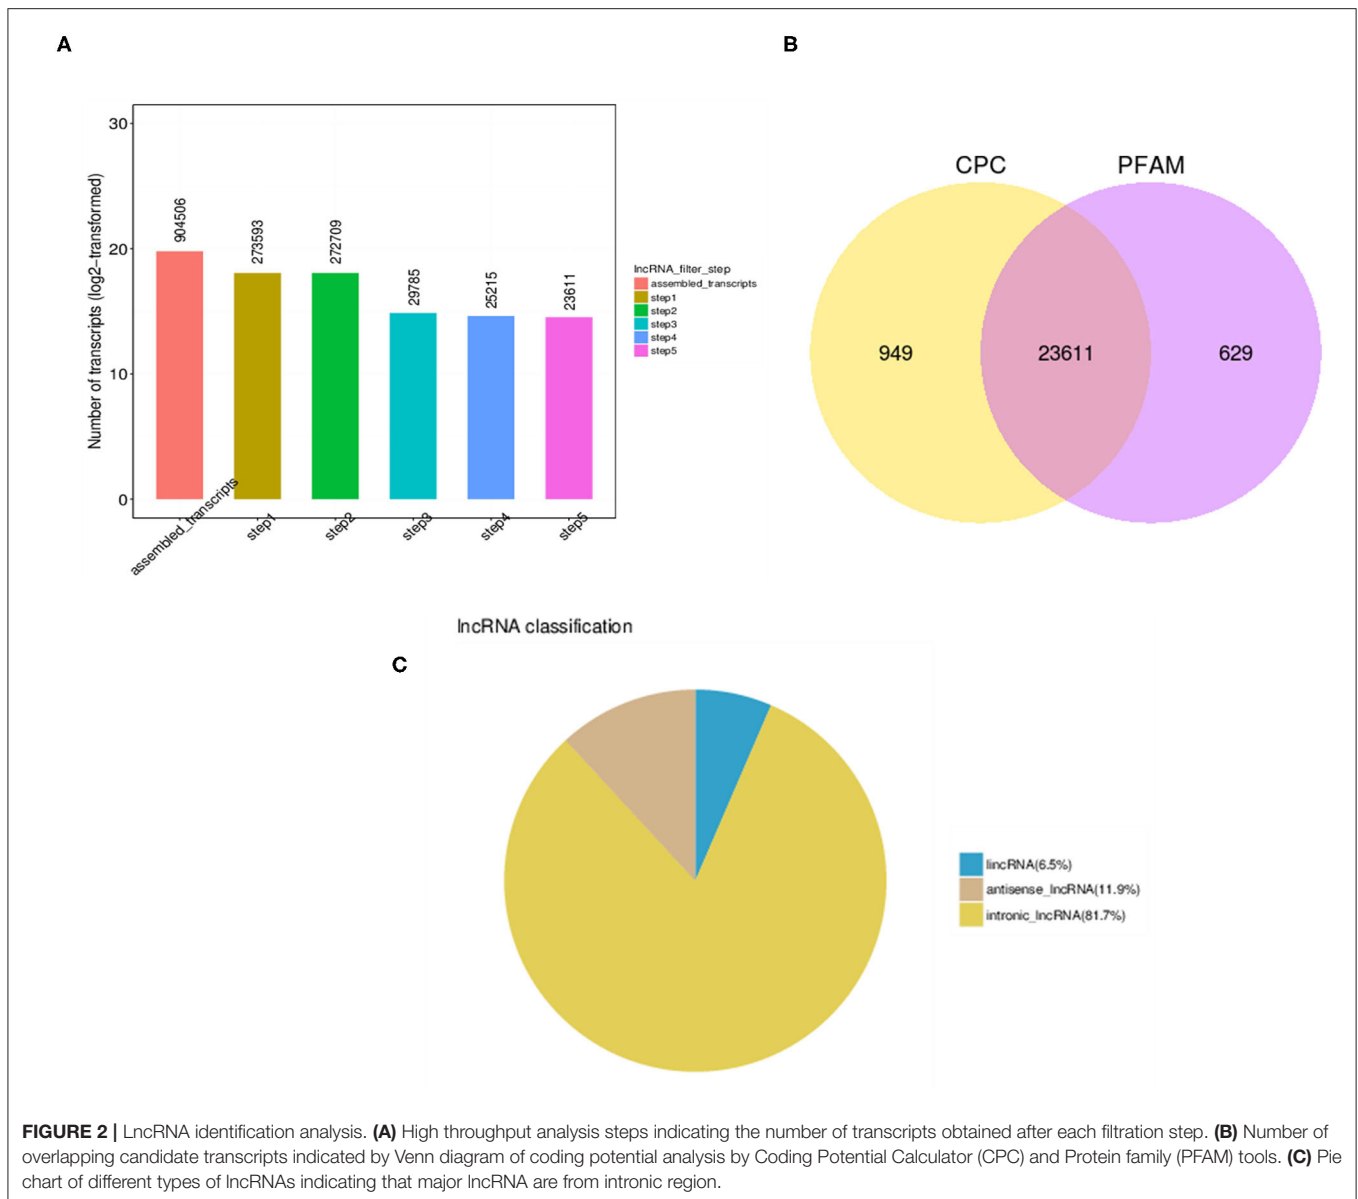 A
B
30
20
10
0
Number of transcripts (log2−transformed)
904506
273593
272709
29785
25215
23611
assembled_transcripts
step1
step2
step3
step4
step5
lncRNA_filter_step
assembled_transcripts
step1
step2
step3
step4
step5
CPC
PFAM
949
23611
629
lncRNA classification
C
lincRNA(6.5%)
antisense_lncRNA(11.9%)
intronic_lncRNA(81.7%)
FIGURE 2 | LncRNA identification analysis. (A) High throughput analysis steps indicating the number of transcripts obtained after each filtration step. (B) Number of
overlapping candidate transcripts indicated by Venn diagram of coding potential analysis by Coding Potential Calculator (CPC) and Protein family (PFAM) tools. (C) Pie
chart of different types of lncRNAs indicating that major lncRNA are from intronic region.